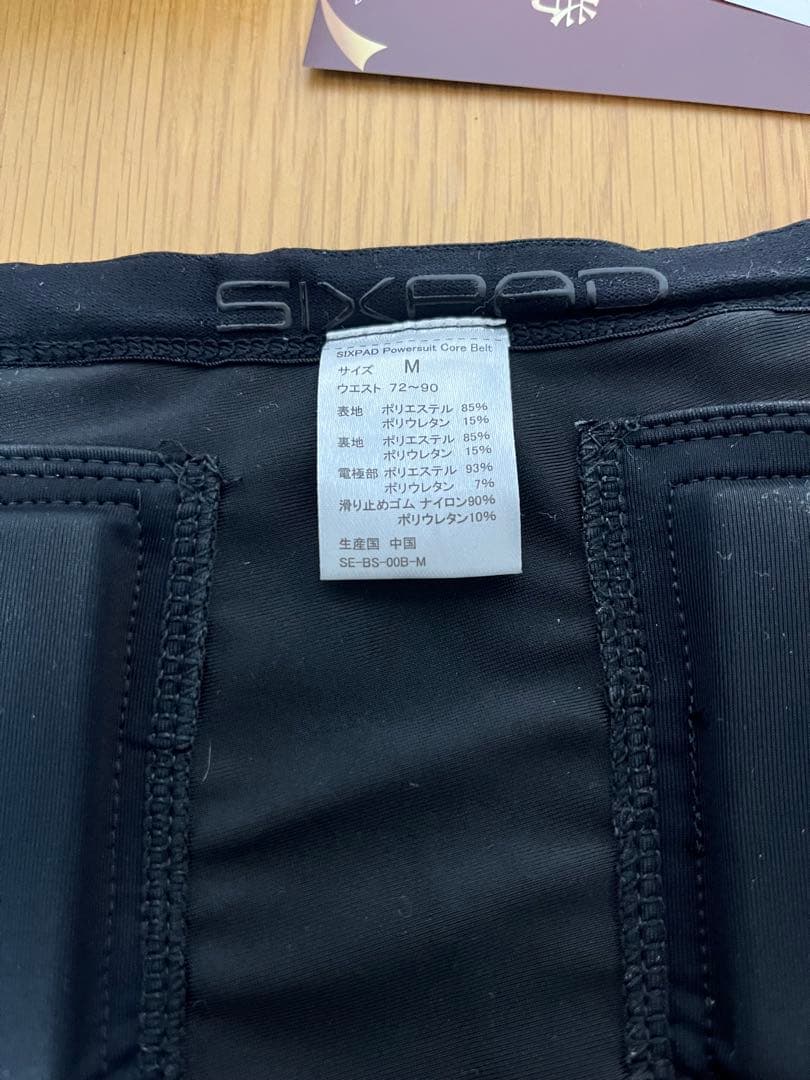 SIXPAD
SIXPAD Powersuit Core Belt
サイズ M
ウエスト 72～90
表地 ポリエステル 85%
ポリウレタン 15%
裏地 ポリエステル 85%
ポリウレタン 15%
電極部 ポリエステル 93%
ポリウレタン 7%
滑り止めゴム ナイロン90%
ポリウレタン10%
生産国 中国
SE-BS-00B-M